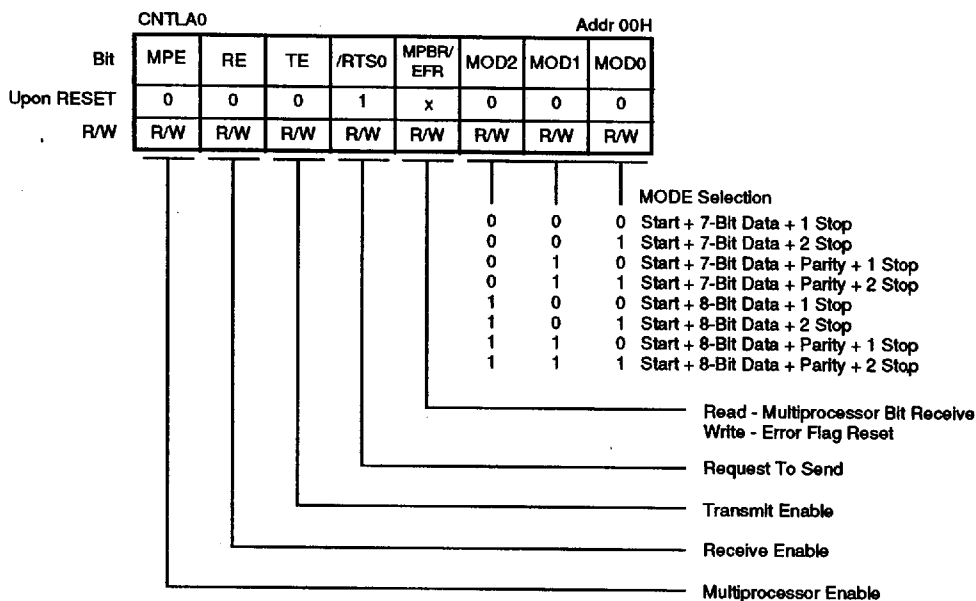 CNTLA0 Addr 00H
Bit MPE RE TE /RTS0 MPBR/EFR MOD2 MOD1 MOD0
Upon RESET 0 0 0 1 x 0 0 0
R/W R/W R/W R/W R/W R/W R/W R/W R/W
MODE Selection
0 0 0 Start + 7-Bit Data + 1 Stop
0 0 1 Start + 7-Bit Data + 2 Stop
0 1 0 Start + 7-Bit Data + Parity + 1 Stop
0 1 1 Start + 7-Bit Data + Parity + 2 Stop
1 0 0 Start + 8-Bit Data + 1 Stop
1 0 1 Start + 8-Bit Data + 2 Stop
1 1 0 Start + 8-Bit Data + Parity + 1 Stop
1 1 1 Start + 8-Bit Data + Parity + 2 Stop
Read - Multiprocessor Bit Receive
Write - Error Flag Reset
Request To Send
Transmit Enable
Receive Enable
Multiprocessor Enable